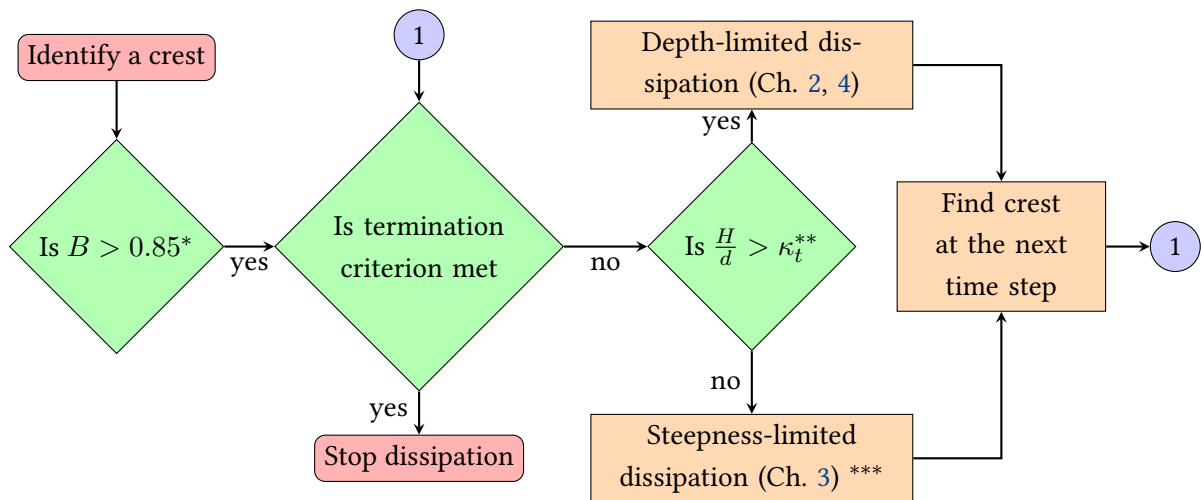 Identify a crest
Is $B > 0.85^{*}$
yes
1
Is termination
criterion met
yes
Stop dissipation
no
Is $\frac{H}{d} > \kappa_t^{**}$
yes
Depth-limited dis-
sipation (Ch. 2, 4)
no
Steepness-limited
dissipation (Ch. 3) ***
Find crest
at the next
time step
1